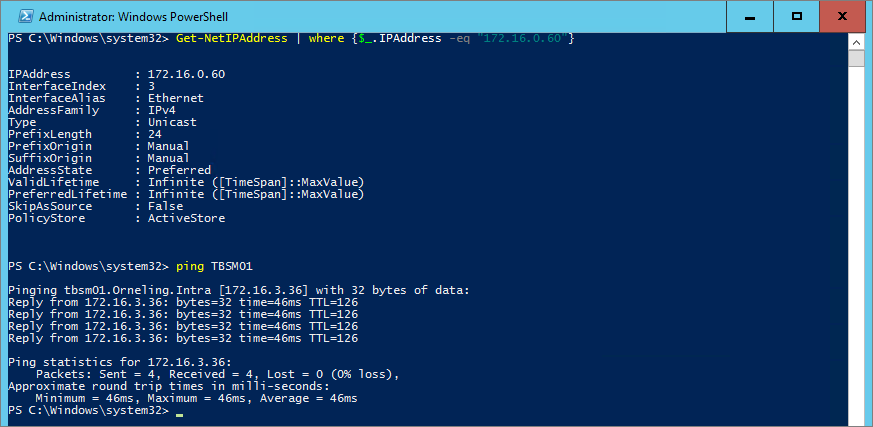 Administrator: Windows PowerShell
PS C:\Windows\system32> Get-NetIPAddress | where {$_.IPAddress -eq "172.16.0.60"}
IPAddress : 172.16.0.60
InterfaceIndex : 3
InterfaceAlias : Ethernet
AddressFamily : IPv4
Type : Unicast
PrefixLength : 24
PrefixOrigin : Manual
SuffixOrigin : Manual
AddressState : Preferred
ValidLifetime : Infinite ([TimeSpan]::MaxValue)
PreferredLifetime : Infinite ([TimeSpan]::MaxValue)
SkipAsSource : False
PolicyStore : ActiveStore
PS C:\Windows\system32> ping TBSM01
Pinging tbsm01.Orneling.Intra [172.16.3.36] with 32 bytes of data:
Reply from 172.16.3.36: bytes=32 time=46ms TTL=126
Reply from 172.16.3.36: bytes=32 time=46ms TTL=126
Reply from 172.16.3.36: bytes=32 time=46ms TTL=126
Reply from 172.16.3.36: bytes=32 time=46ms TTL=126
Ping statistics for 172.16.3.36:
Packets: Sent = 4, Received = 4, Lost = 0 (0% loss),
Approximate round trip times in milli-seconds:
Minimum = 46ms, Maximum = 46ms, Average = 46ms
PS C:\Windows\system32> _